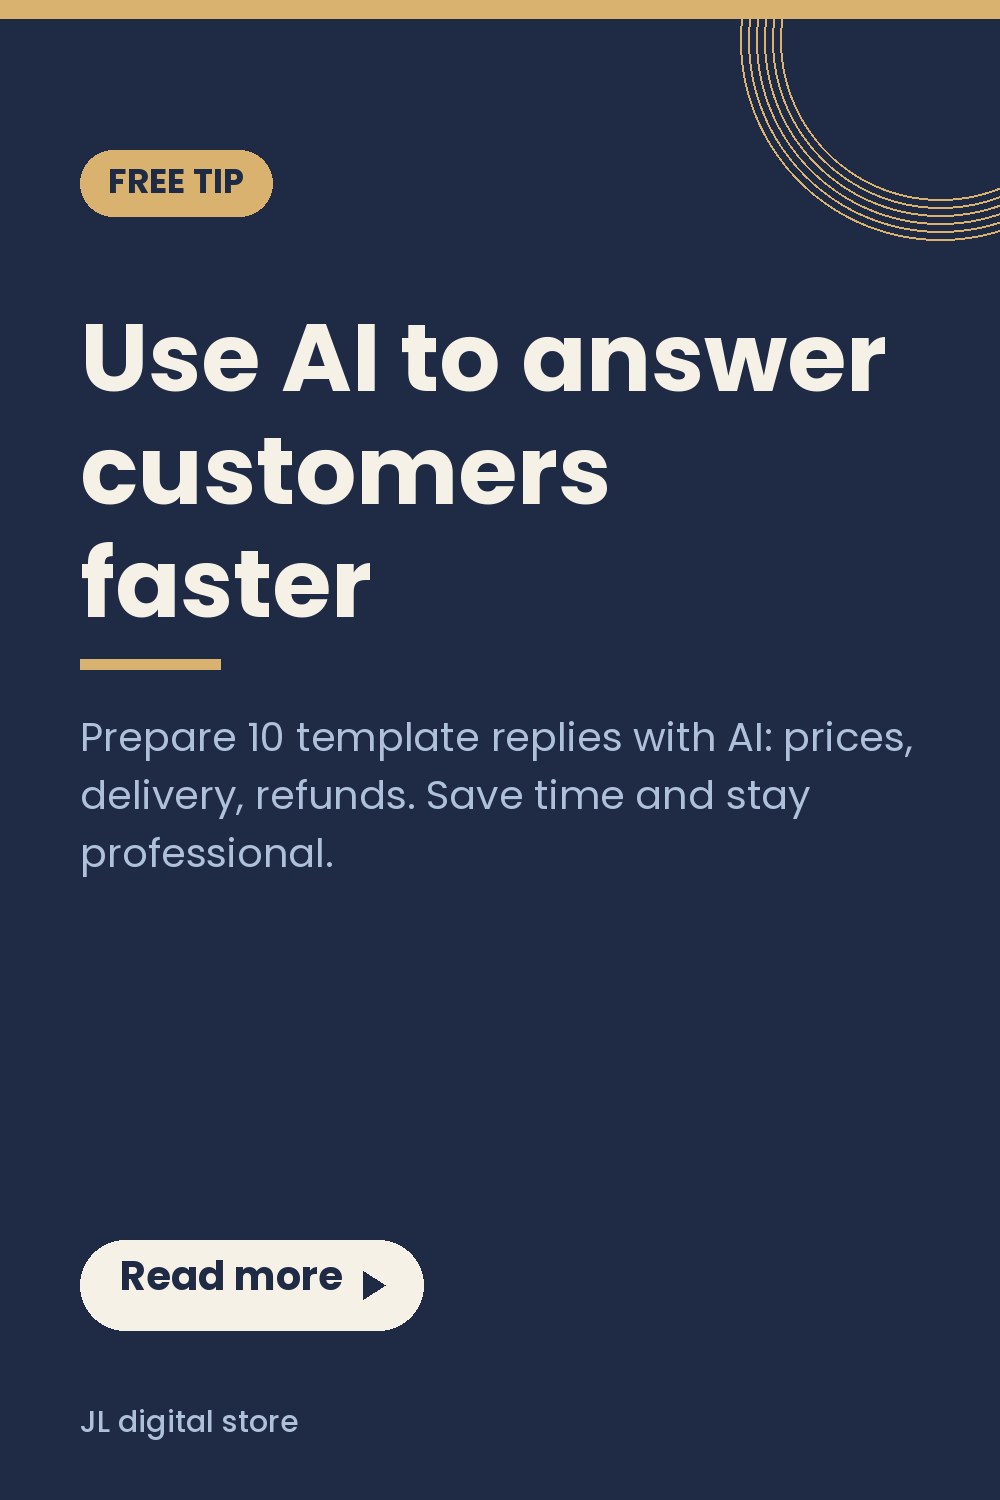 FREE TIP
Use AI to answer
customers
faster
Prepare 10 template replies with AI: prices,
delivery, refunds. Save time and stay
professional.
Read more
JL digital store